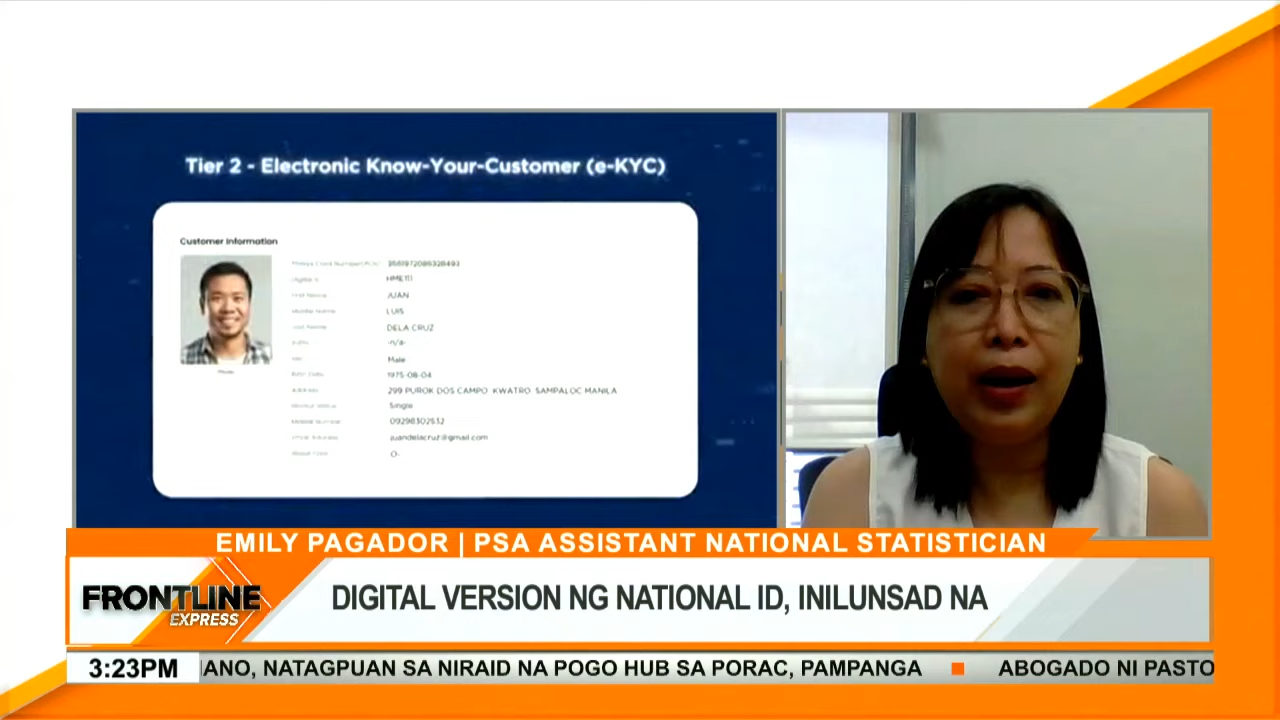 Tier 2 - Electronic Know-Your-Customer (e-KYC)
Customer Information
HME111
JUAN
LUIS
DELA CRUZ
-n/a-
Male
1975-08-04
299 PUROK DOS CAMPO. KWATRO. SAMPALOC MANILA
Single
09298302532
juandelacruz@gmail.com
O-
EMILY PAGADOR | PSA ASSISTANT NATIONAL STATISTICIAN
FRONTLINE
EXPRESS
DIGITAL VERSION NG NATIONAL ID, INILUNSAD NA
3:23PM
IANO, NATAGPUAN SA NIRAID NA POGO HUB SA PORAC, PAMPANGA ■ ABOGADO NI PASTO